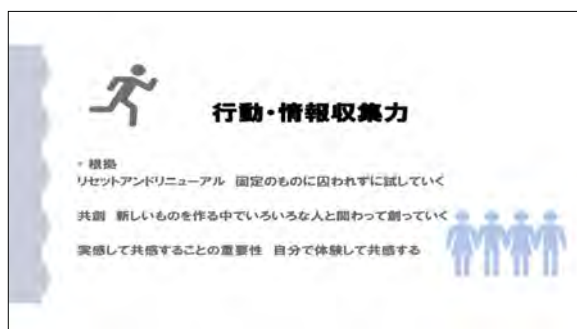 行動・情報収集力
・根拠
リセットアンドリニューアル 固定のものに囚われずに試していく
共創 新しいものを作る中でいろいろな人と関わって創っていく
実感して共感することの重要性 自分で体験して共感する